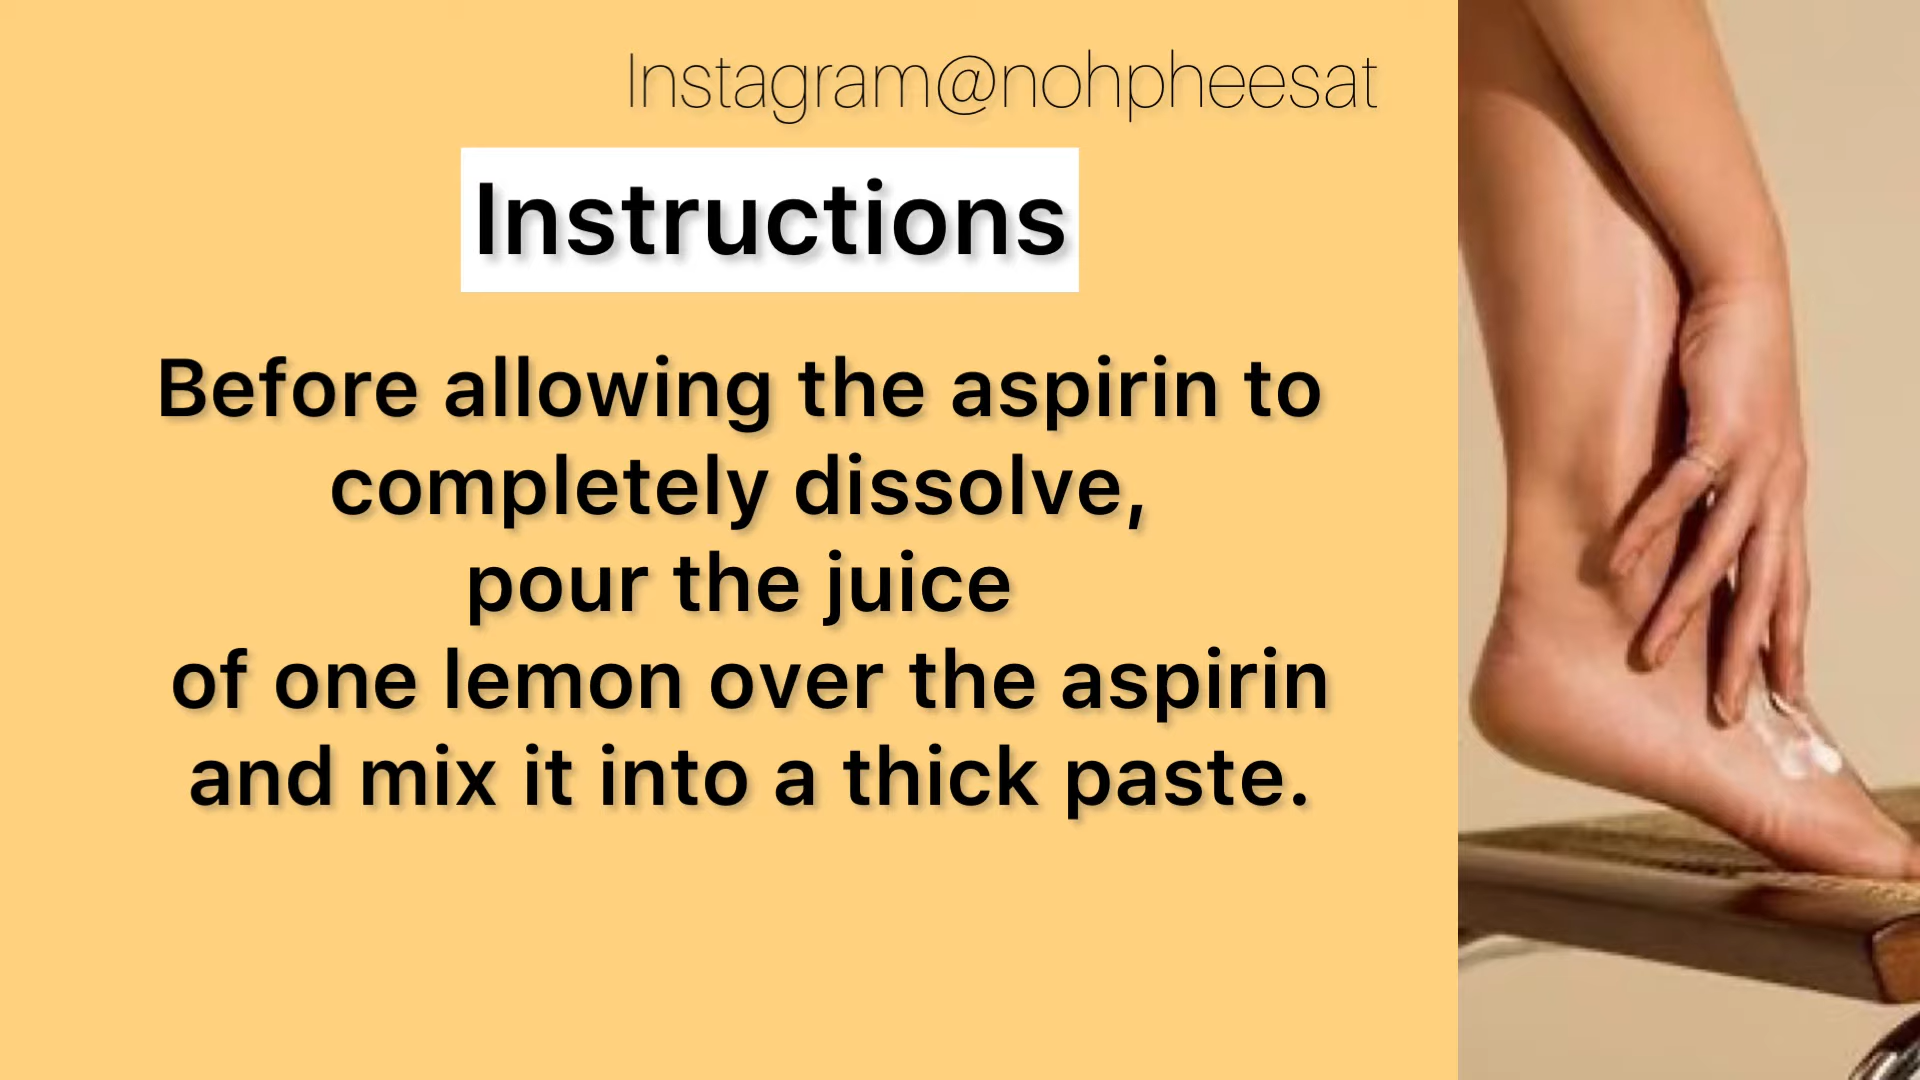 Instagram@nohpheesat
Instructions
Before allowing the aspirin to
completely dissolve,
pour the juice
of one lemon over the aspirin
and mix it into a thick paste.